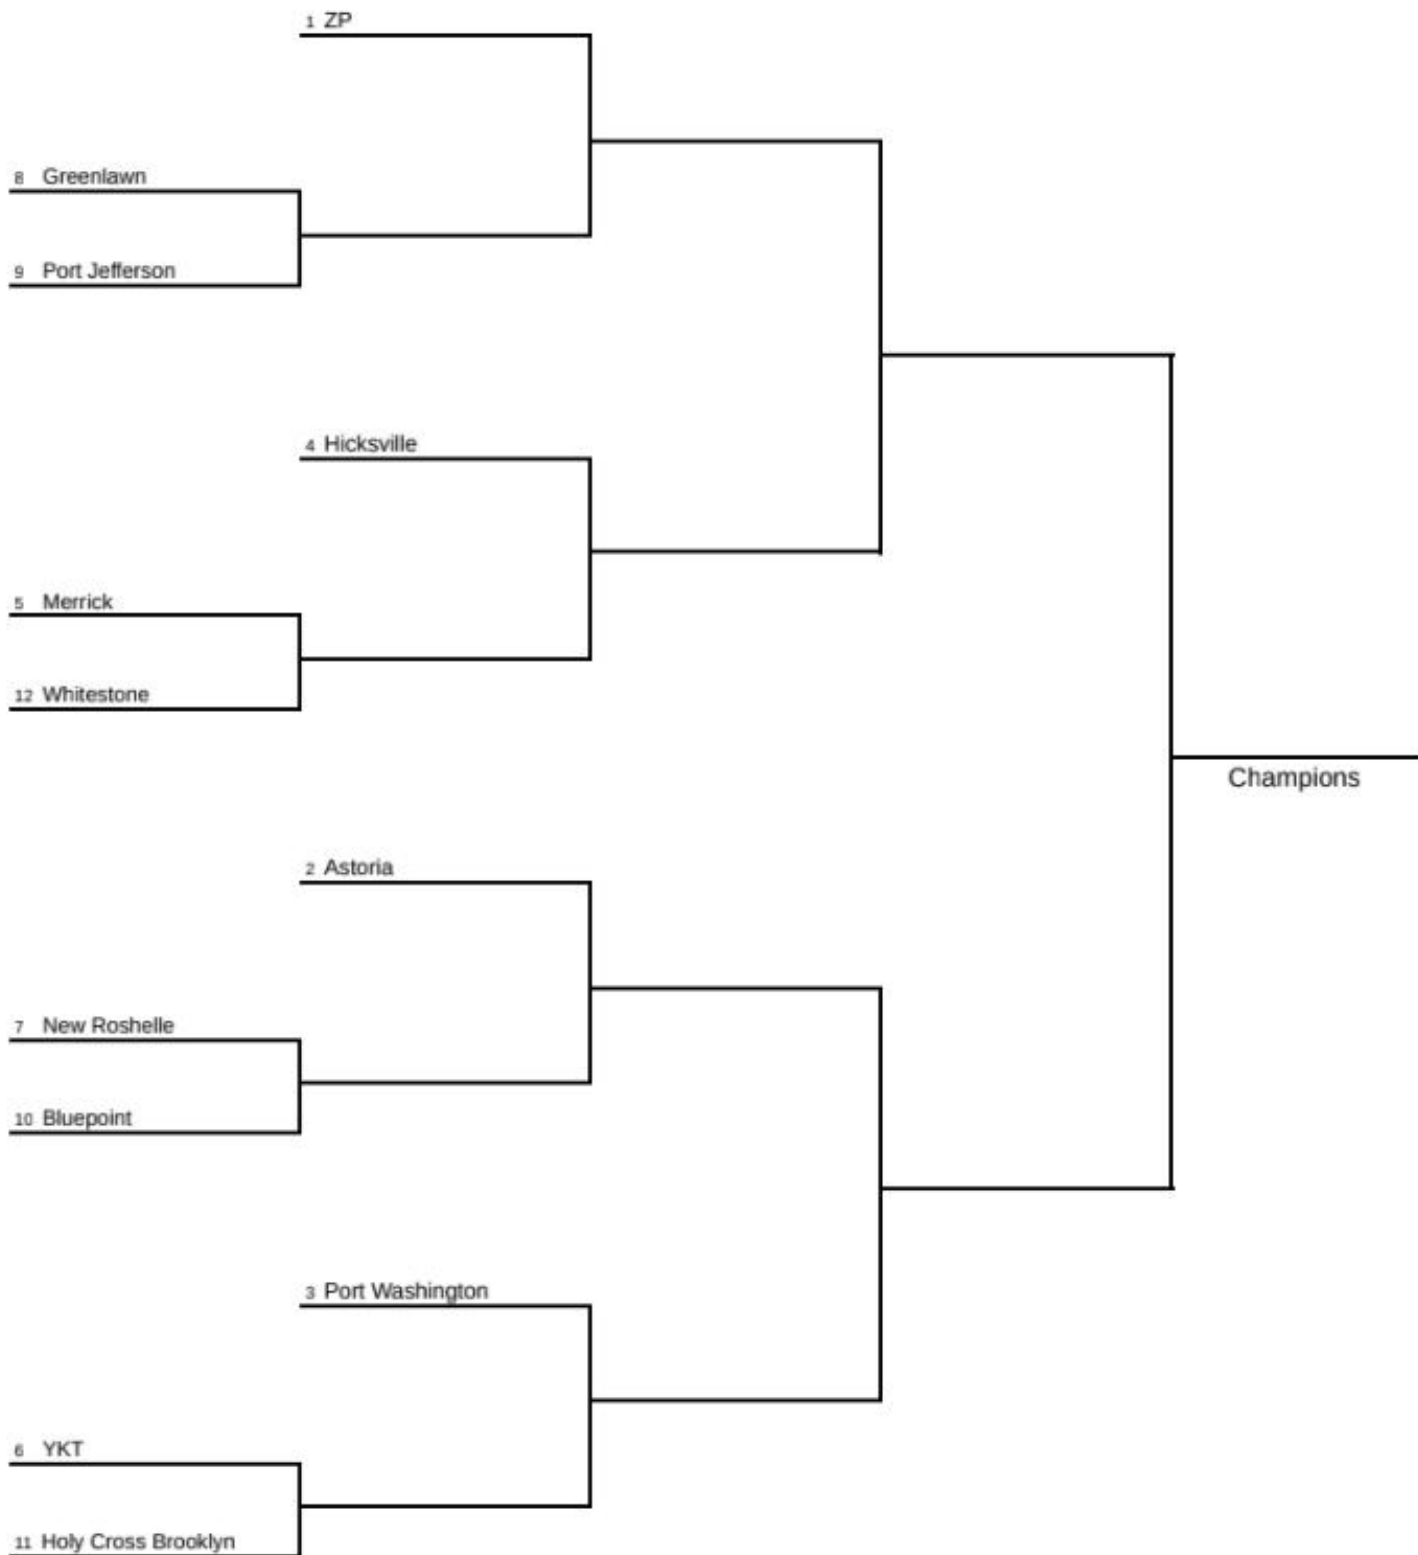 1 ZP
8 Greenlawn
9 Port Jefferson
4 Hicksville
5 Merrick
12 Whitestone
Champions
2 Astoria
7 New Roshelle
10 Bluepoint
3 Port Washington
6 YKT
11 Holy Cross Brooklyn